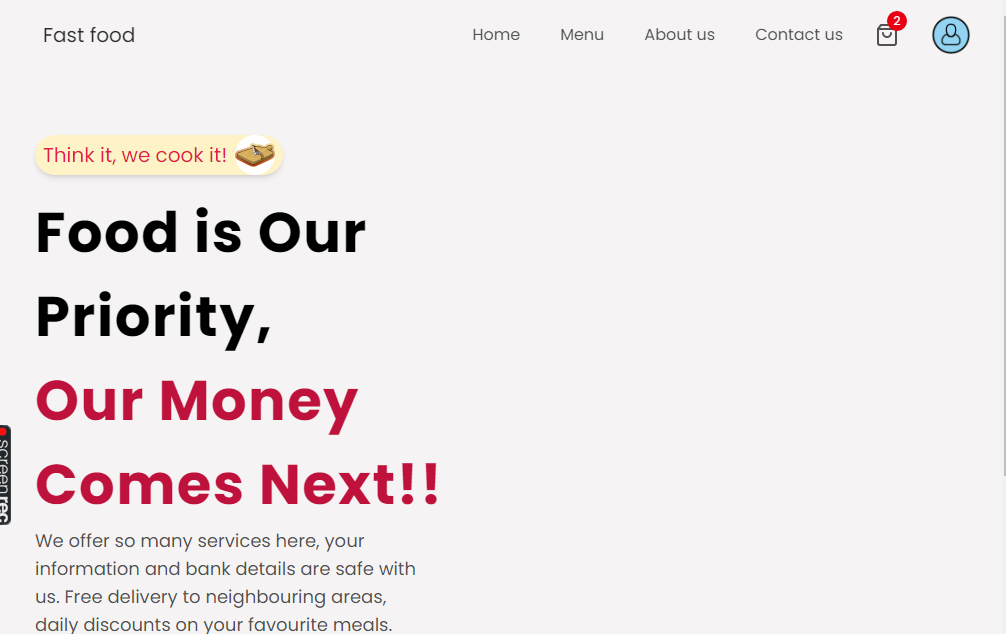 Fast food
Home Menu About us Contact us 2
Think it, we cook it!
Food is Our
Priority,
Our Money
Comes Next!!
We offer so many services here, your
information and bank details are safe with
us. Free delivery to neighbouring areas,
daily discounts on your favourite meals.
screenrec